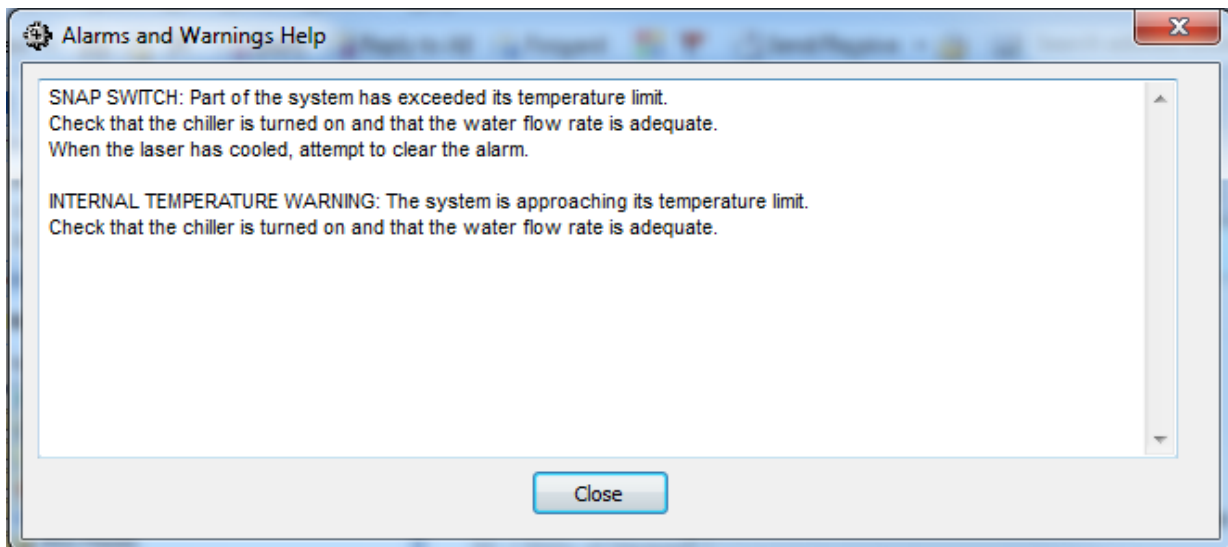 Alarms and Warnings Help
SNAP SWITCH: Part of the system has exceeded its temperature limit.
Check that the chiller is turned on and that the water flow rate is adequate.
When the laser has cooled, attempt to clear the alarm.
INTERNAL TEMPERATURE WARNING: The system is approaching its temperature limit.
Check that the chiller is turned on and that the water flow rate is adequate.
Close